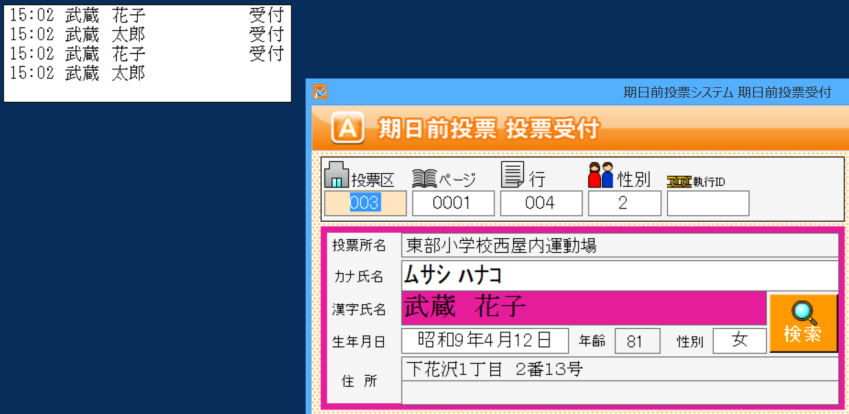 15:02 武蔵 花子 受付
15:02 武蔵 太郎 受付
15:02 武蔵 花子 受付
15:02 武蔵 太郎
期日前投票システム 期日前投票受付
A 期日前投票 投票受付
投票区 ページ 行 性別 執行ID
003 0001 004 2
投票所名 東部小学校西屋内運動場
カナ氏名 ムサシ ハナコ
漢字氏名 武蔵 花子
検索
生年月日 昭和9年4月12日 年齢 81 性別 女
住 所 下花沢1丁目 2番13号